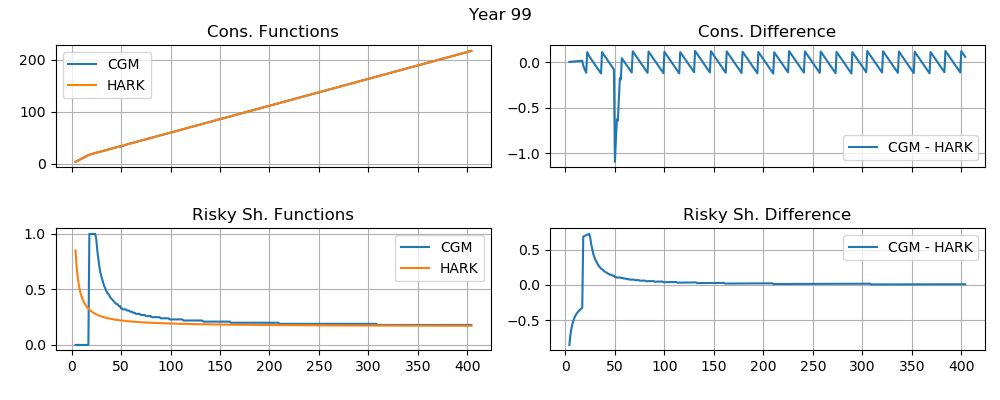 Year 99
Cons. Functions
Cons. Difference
200
100
0
CGM
HARK
0.0
−0.5
−1.0
CGM - HARK
Risky Sh. Functions
Risky Sh. Difference
1.0
0.5
0.0
CGM
HARK
0.5
0.0
−0.5
CGM - HARK
0 50 100 150 200 250 300 350 400
0 50 100 150 200 250 300 350 400